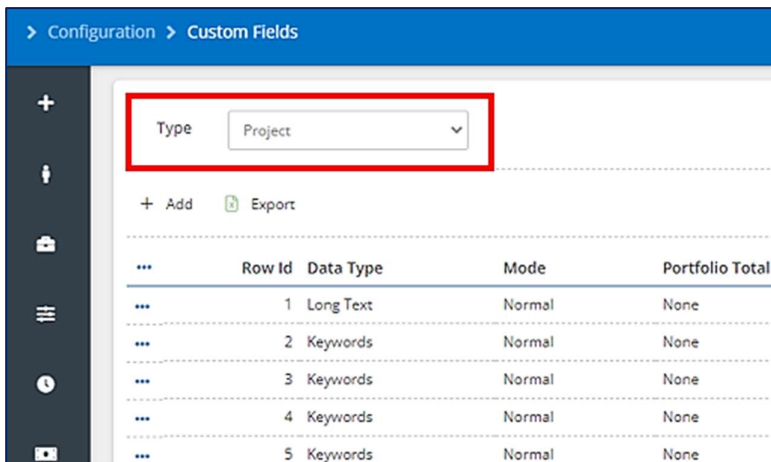 > Configuration > Custom Fields
Type Project
+ Add Export
... Row Id Data Type Mode Portfolio Total
... 1 Long Text Normal None
... 2 Keywords Normal None
... 3 Keywords Normal None
... 4 Keywords Normal None
... 5 Keywords Normal None